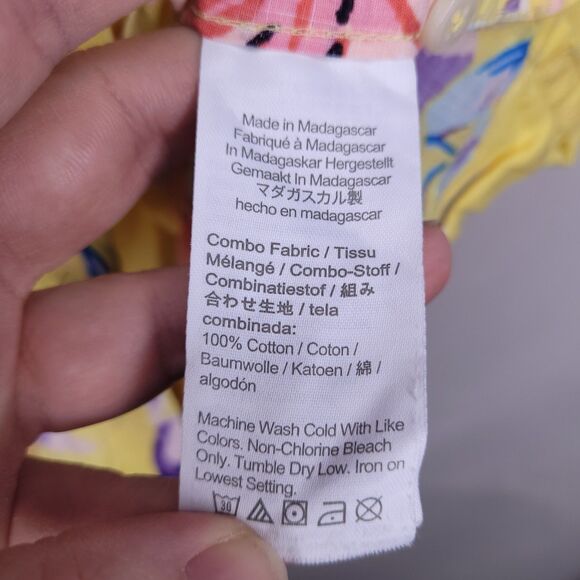 Made in Madagascar
Fabriqué à Madagascar
In Madagaskar Hergestellt
Gemaakt In Madagascar
マダガスカル製
hecho en madagascar
Combo Fabric / Tissu
Mélangé / Combo-Stoff /
Combinatiestof / 組み
合わせ生地 / tela
combinada:
100% Cotton / Coton /
Baumwolle / Katoen / 綿 /
algodón
Machine Wash Cold With Like
Colors. Non-Chlorine Bleach
Only. Tumble Dry Low. Iron on
Lowest Setting.
30